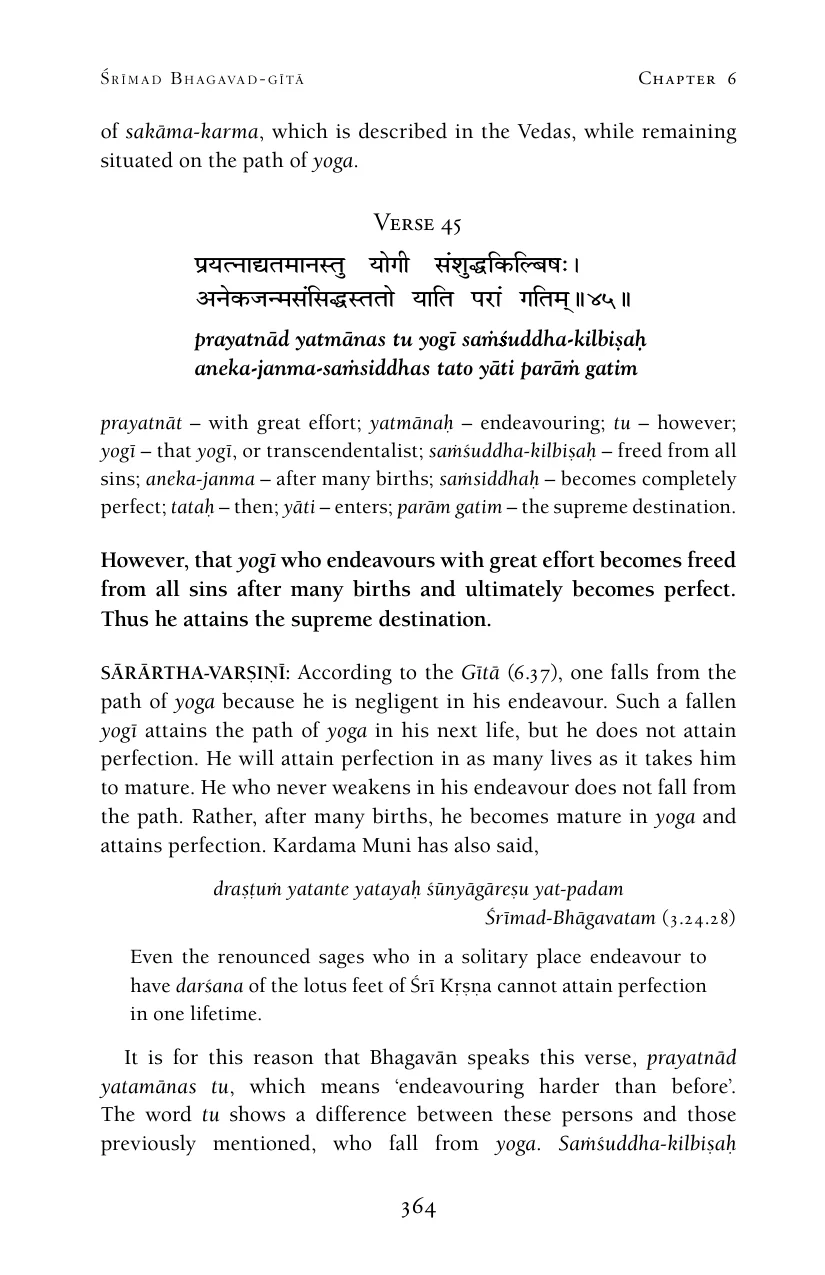 Śrīmad Bhagavad-gītā Chapter 6
of sakāma-karma, which is described in the Vedas, while remaining
situated on the path of yoga.
Verse 45
प्रयत्नाद्यतमानस्तु योगी संशुद्धकिल्बिषः।
अनेकजन्मसंसिद्धस्ततो याति परां गतिम्॥४५॥
prayatnād yatmānas tu yogī saṁśuddha-kilbiṣaḥ
aneka-janma-saṁsiddhas tato yāti parāṁ gatim
prayatnāt – with great effort; yatmānaḥ – endeavouring; tu – however;
yogī – that yogī, or transcendentalist; saṁśuddha-kilbiṣaḥ – freed from all
sins; aneka-janma – after many births; saṁsiddhaḥ – becomes completely
perfect; tataḥ – then; yāti – enters; parām gatim – the supreme destination.
However, that yogī who endeavours with great effort becomes freed
from all sins after many births and ultimately becomes perfect.
Thus he attains the supreme destination.
SĀRĀRTHA-VARṢIṆĪ: According to the Gītā (6.37), one falls from the
path of yoga because he is negligent in his endeavour. Such a fallen
yogī attains the path of yoga in his next life, but he does not attain
perfection. He will attain perfection in as many lives as it takes him
to mature. He who never weakens in his endeavour does not fall from
the path. Rather, after many births, he becomes mature in yoga and
attains perfection. Kardama Muni has also said,
draṣṭuṁ yatante yatayaḥ śūnyāgāreṣu yat-padam
Śrīmad-Bhāgavatam (3.24.28)
Even the renounced sages who in a solitary place endeavour to
have darśana of the lotus feet of Śrī Kṛṣṇa cannot attain perfection
in one lifetime.
It is for this reason that Bhagavān speaks this verse, prayatnād
yatamānas tu, which means ‘endeavouring harder than before’.
The word tu shows a difference between these persons and those
previously mentioned, who fall from yoga. Saṁśuddha-kilbiṣaḥ
364